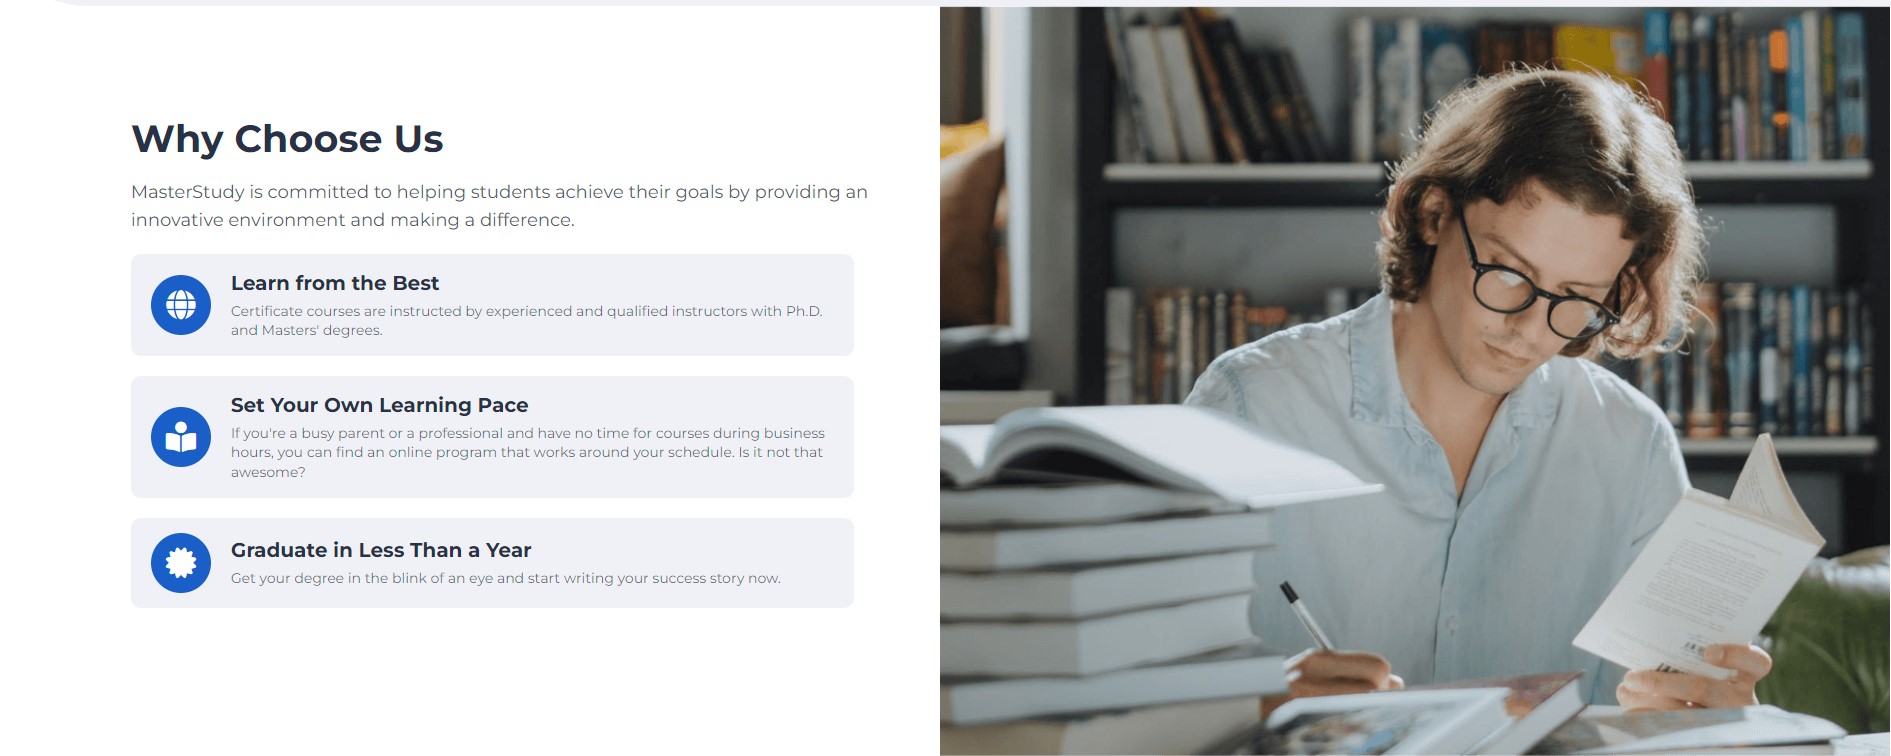 Why Choose Us
MasterStudy is committed to helping students achieve their goals by providing an
innovative environment and making a difference.
Learn from the Best
Certificate courses are instructed by experienced and qualified instructors with Ph.D.
and Masters' degrees.
Set Your Own Learning Pace
If you're a busy parent or a professional and have no time for courses during business
hours, you can find an online program that works around your schedule. Is it not that
awesome?
Graduate in Less Than a Year
Get your degree in the blink of an eye and start writing your success story now.